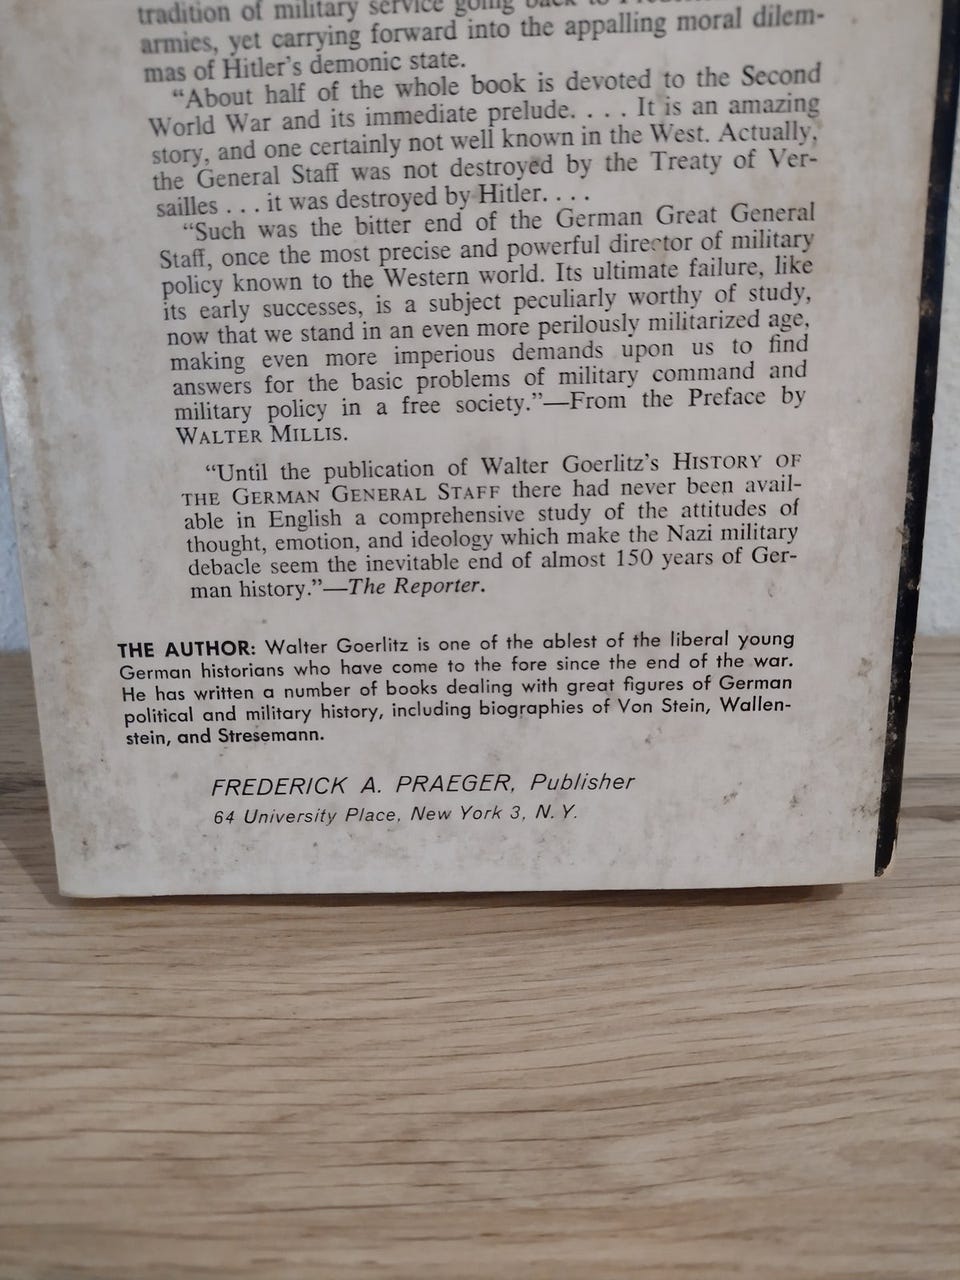 tradition of military service going back to
armies, yet carrying forward into the appalling moral dilem-
mas of Hitler's demonic state.
"About half of the whole book is devoted to the Second
World War and its immediate prelude. . . . It is an amazing
story, and one certainly not well known in the West. Actually,
the General Staff was not destroyed by the Treaty of Ver-
sailles . . . it was destroyed by Hitler. . . .
"Such was the bitter end of the German Great General
Staff, once the most precise and powerful director of military
policy known to the Western world. Its ultimate failure, like
its early successes, is a subject peculiarly worthy of study,
now that we stand in an even more perilously militarized age,
making even more imperious demands upon us to find
answers for the basic problems of military command and
military policy in a free society."—From the Preface by
WALTER MILLIS.
"Until the publication of Walter Goerlitz's HISTORY OF
THE GERMAN GENERAL STAFF there had never been avail-
able in English a comprehensive study of the attitudes of
thought, emotion, and ideology which make the Nazi military
debacle seem the inevitable end of almost 150 years of Ger-
man history."—The Reporter.
THE AUTHOR: Walter Goerlitz is one of the ablest of the liberal young
German historians who have come to the fore since the end of the war.
He has written a number of books dealing with great figures of German
political and military history, including biographies of Von Stein, Wallen-
stein, and Stresemann.
FREDERICK A. PRAEGER, Publisher
64 University Place, New York 3, N. Y.